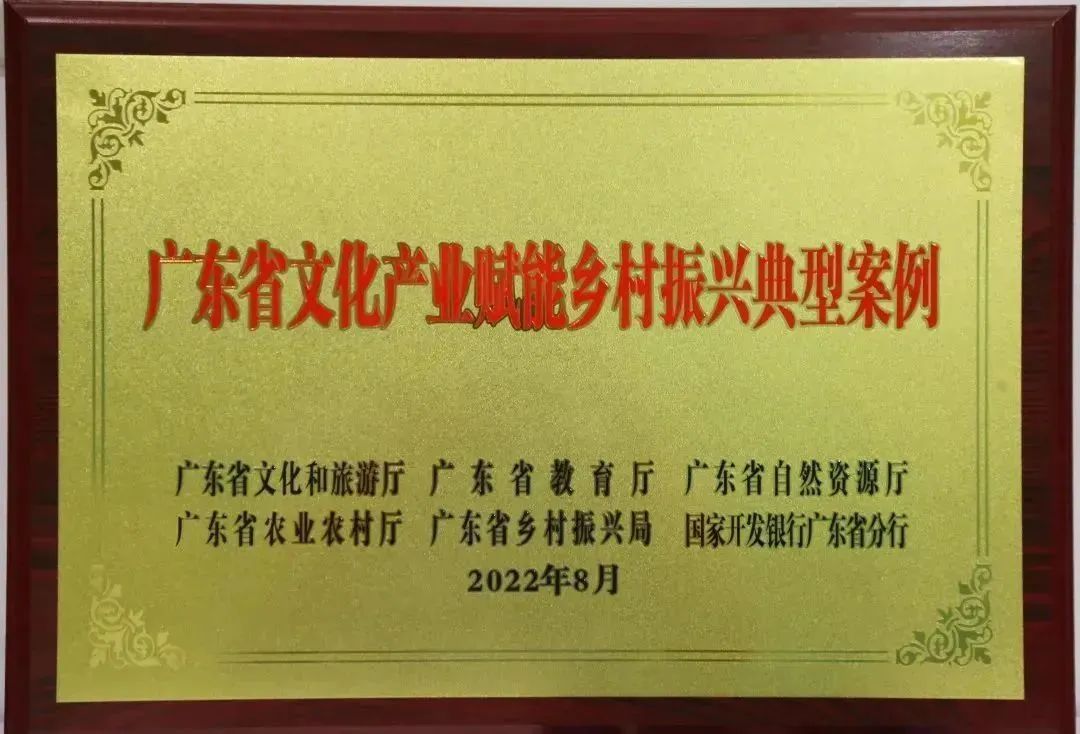 广东省文化产业赋能乡村振兴典型案例
广东省文化和旅游厅 广东省教育厅 广东省自然资源厅
广东省农业农村厅 广东省乡村振兴局 国家开发银行广东省分行
2022年8月